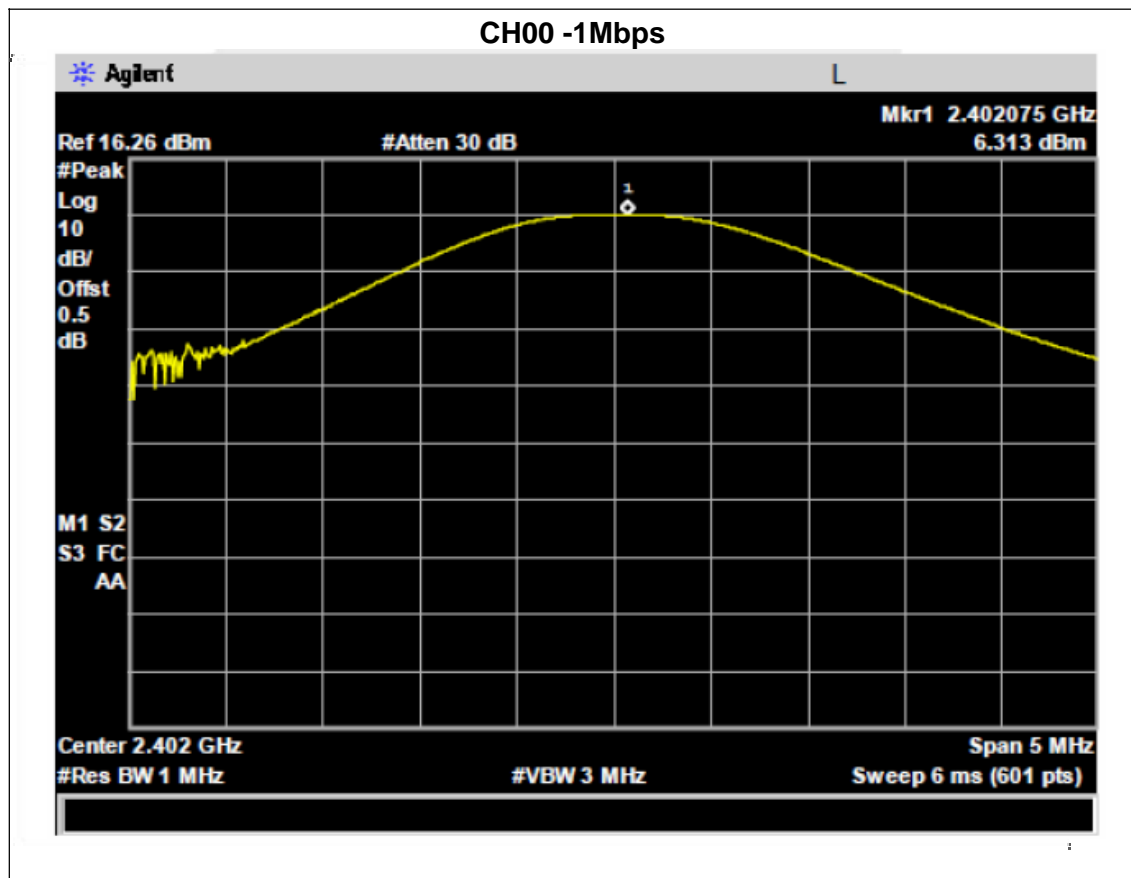 CH00 -1Mbps
Agilent L
Mkr1 2.402075 GHz
Ref 16.26 dBm #Atten 30 dB 6.313 dBm
#Peak
Log
10
dB/
Offst
0.5
dB
1
M1 S2
S3 FC
AA
Center 2.402 GHz Span 5 MHz
#Res BW 1 MHz #VBW 3 MHz Sweep 6 ms (601 pts)